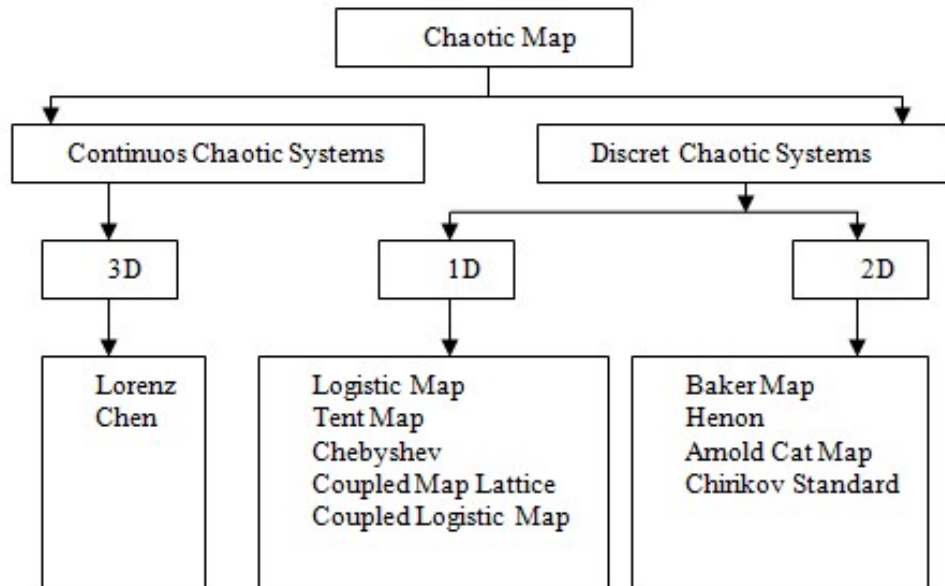 Chaotic Map
Continuos Chaotic Systems
Discret Chaotic Systems
3D
1D
2D
Lorenz
Chen
Logistic Map
Tent Map
Chebyshev
Coupled Map Lattice
Coupled Logistic Map
Baker Map
Henon
Arnold Cat Map
Chirikov Standard